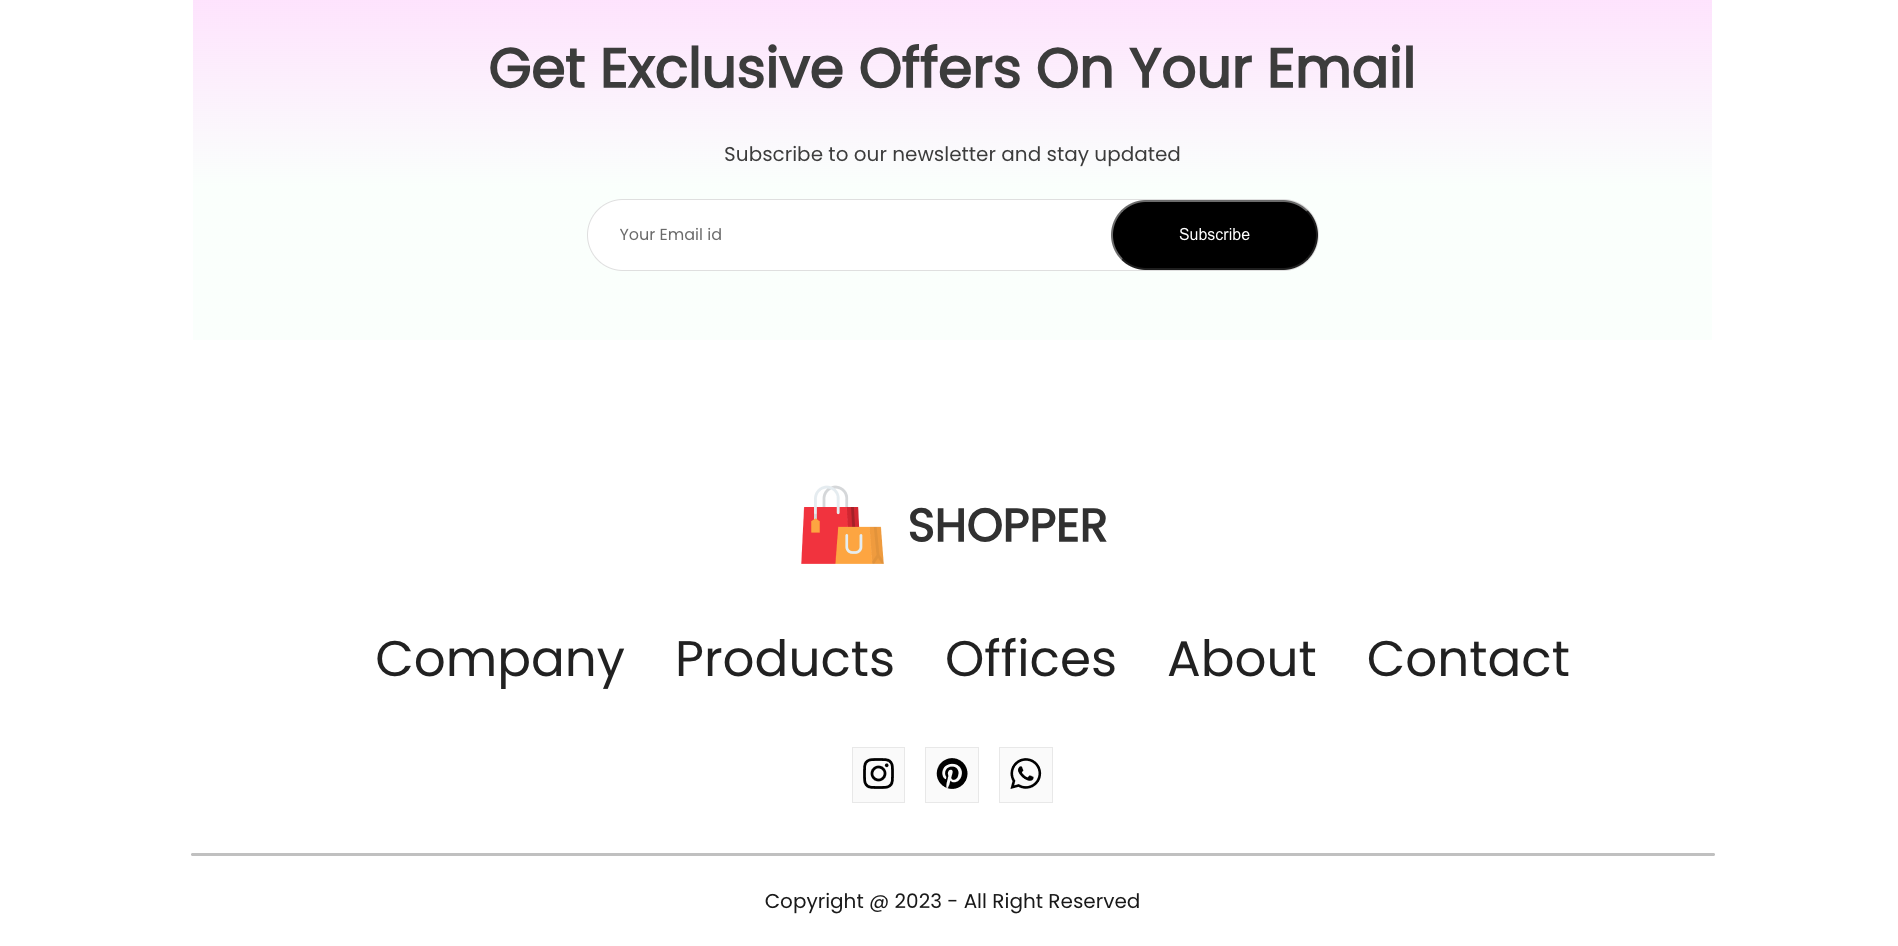 Get Exclusive Offers On Your Email
Subscribe to our newsletter and stay updated
Your Email id
Subscribe
SHOPPER
Company Products Offices About Contact
Copyright @ 2023 - All Right Reserved